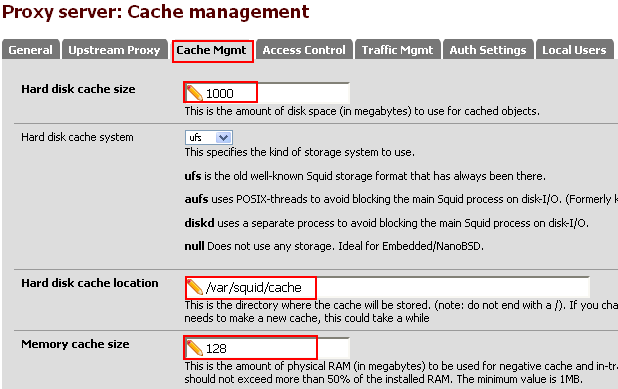 Proxy server: Cache management
General Upstream Proxy Cache Mgmt Access Control Traffic Mgmt Auth Settings Local Users
Hard disk cache size
1000
This is the amount of disk space (in megabytes) to use for cached objects.
Hard disk cache system
ufs
This specifies the kind of storage system to use.
ufs is the old well-known Squid storage format that has always been there.
aufs uses POSIX-threads to avoid blocking the main Squid process on disk-I/O. (Formerly k
diskd uses a separate process to avoid blocking the main Squid process on disk-I/O.
null Does not use any storage. Ideal for Embedded/NanoBSD.
Hard disk cache location
/var/squid/cache
This is the directory where the cache will be stored. (note: do not end with a /). If you cha
needs to make a new cache, this could take a while
Memory cache size
128
This is the amount of physical RAM (in megabytes) to be used for negative cache and in-tra
should not exceed more than 50% of the installed RAM. The minimum value is 1MB.